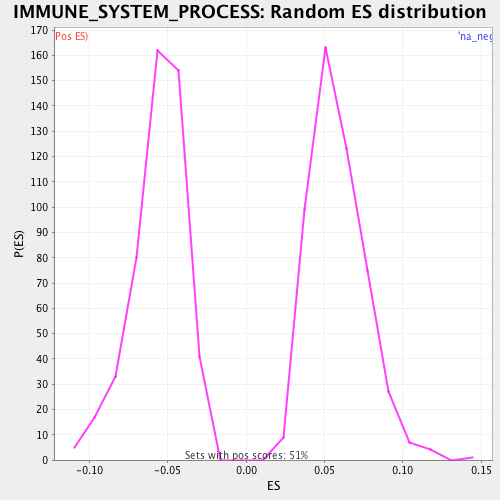 IMMUNE_SYSTEM_PROCESS: Random ES distribution
Pos ES)
'na_neg
170
160
150
140
130
120
110
100
90
80
70
60
50
40
30
20
10
0
P(ES)
Sets with pos scores: 51%
-0.10 -0.05 0.00 0.05 0.10 0.15
ES